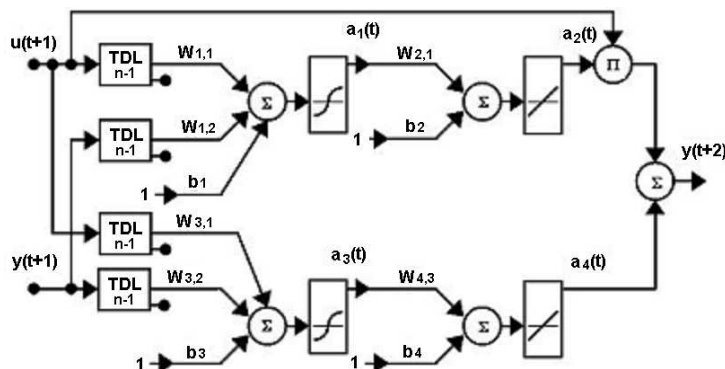 u(t+1)
TDL
n-1
W1,1
Σ
a1(t)
W2,1
Σ
a2(t)
Π
TDL
n-1
W1,2
1
b1
1
b2
Σ
y(t+2)
TDL
n-1
W3,1
y(t+1)
TDL
n-1
W3,2
Σ
a3(t)
W4,3
Σ
a4(t)
1
b3
1
b4